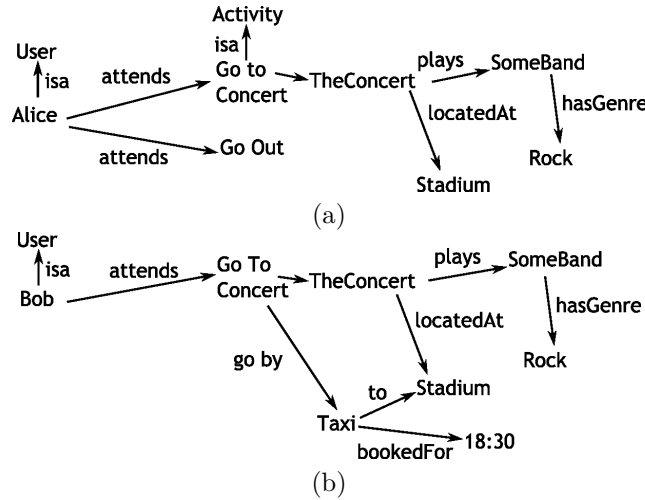 Activity
User
isa
isa
attends
Go to
Concert
TheConcert
plays
SomeBand
Alice
locatedAt
hasGenre
attends
Go Out
Rock
Stadium
(a)
User
isa
attends
Go To
Concert
TheConcert
plays
SomeBand
Bob
locatedAt
hasGenre
go by
Rock
to
Stadium
Taxi
bookedFor
18:30
(b)